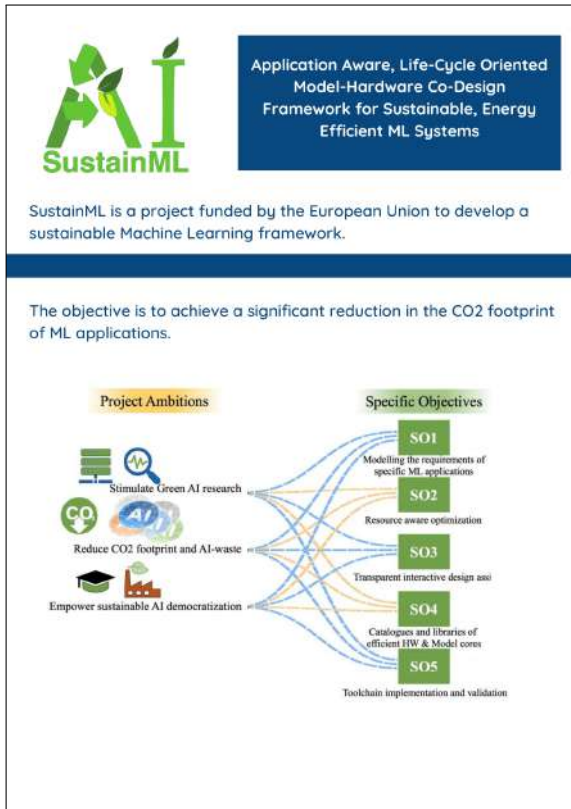 AI
SustainML
Application Aware, Life-Cycle Oriented
Model-Hardware Co-Design
Framework for Sustainable, Energy
Efficient ML Systems
SustainML is a project funded by the European Union to develop a
sustainable Machine Learning framework.
The objective is to achieve a significant reduction in the CO2 footprint
of ML applications.
Project Ambitions
Specific Objectives
Stimulate Green AI research
CO
AI
Reduce CO2 footprint and AI-waste
Empower sustainable AI democratization
SO1
Modelling the requirements of
specific ML applications
SO2
Resource aware optimization
SO3
Transparent interactive design assi
SO4
Catalogues and libraries of
efficient HW & Model cores
SO5
Toolchain implementation and validation